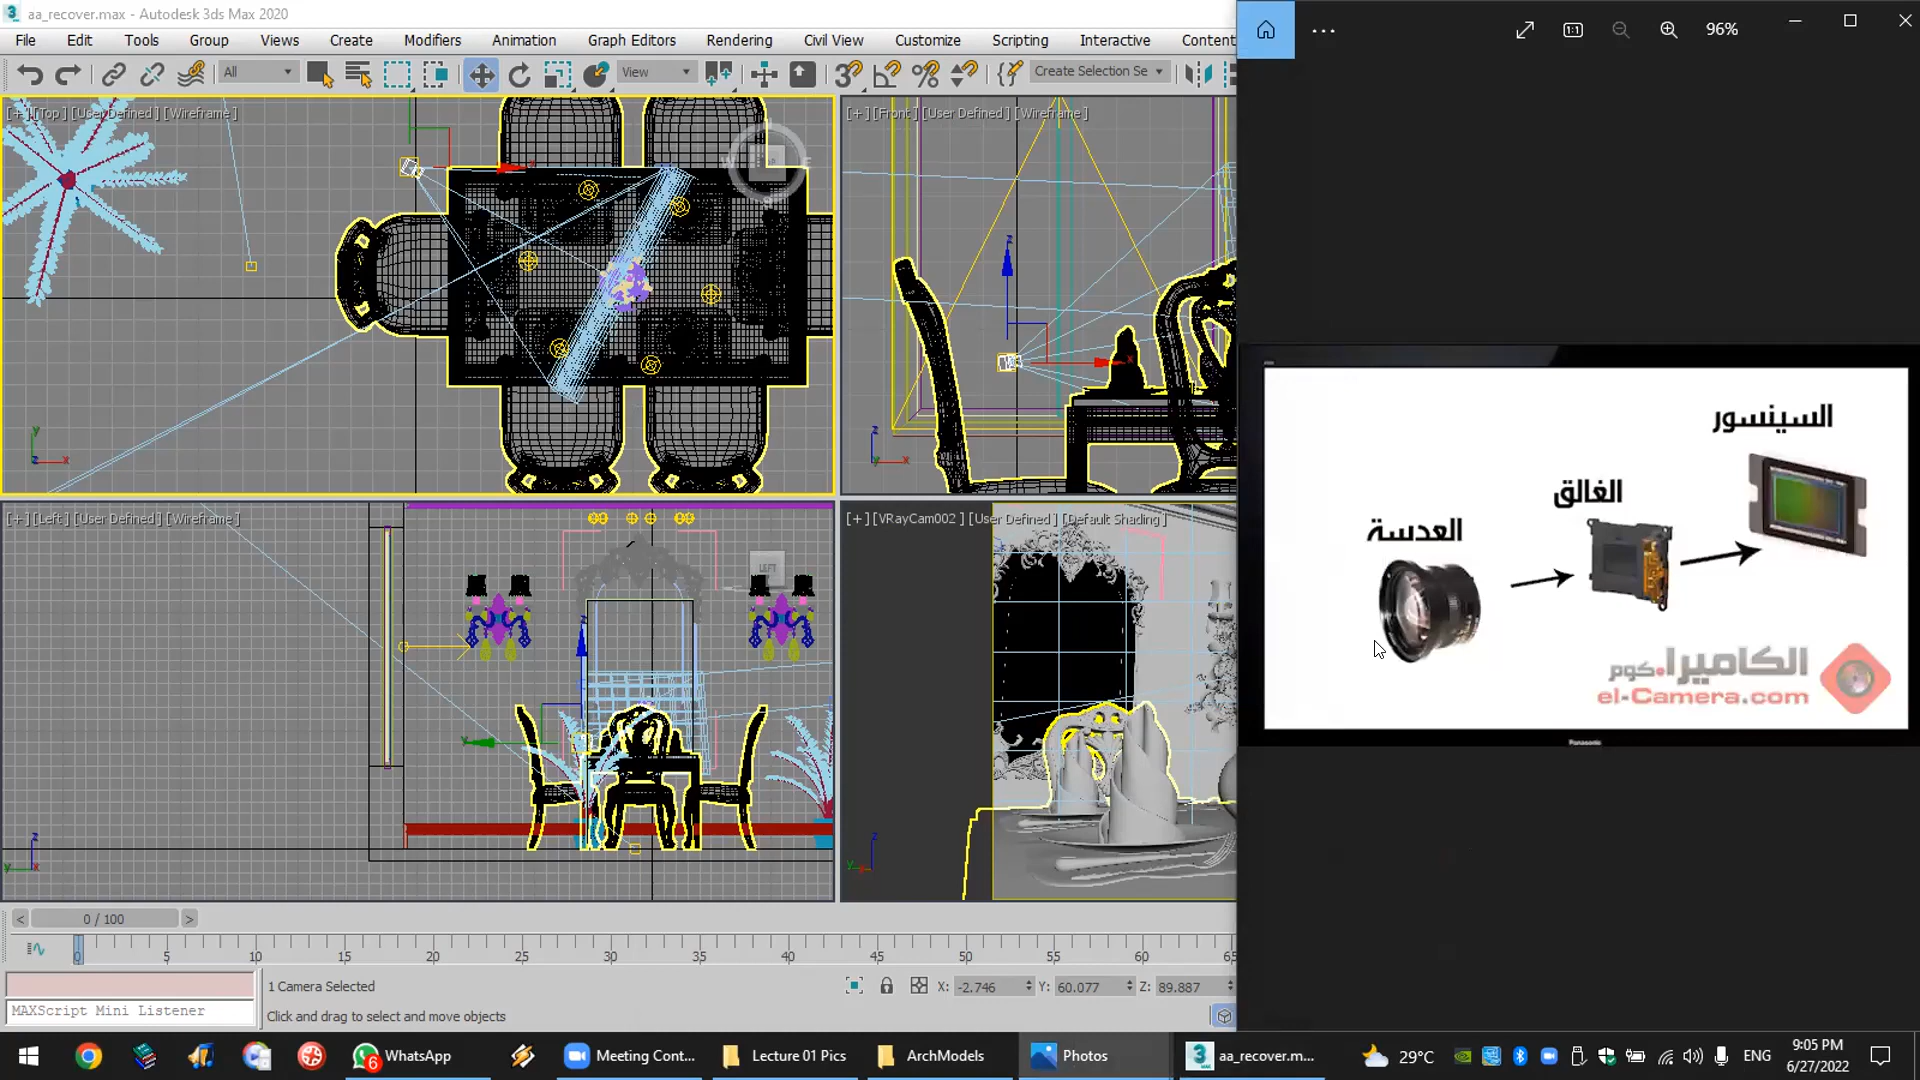 aa_recover.max - Autodesk 3ds Max 2020
File Edit Tools Group Views Create Modifiers Animation Graph Editors Rendering Civil View Customize Scripting Interactive Content
All View Create Selection Se
96%
[+] [Top] [User Defined] [Wireframe]
[+] [Front] [User Defined] [Wireframe]
السينسور
الغالق
العدسة
الكاميرا.كوم
el-Camera.com
Panasonic
[+] [Left] [User Defined] [Wireframe]
[+] [VRayCam002] [User Defined] [Default Shading]
LEFT
0 / 100
0 5 10 15 20 25 30 35 40 45 50 55 60 65
1 Camera Selected
X: -2.746 Y: 60.077 Z: 89.887
MAXScript Mini Listener
Click and drag to select and move objects
6 WhatsApp Meeting Cont... Lecture 01 Pics ArchModels Photos aa_recover.m... 29°C ENG
9:05 PM
6/27/2022